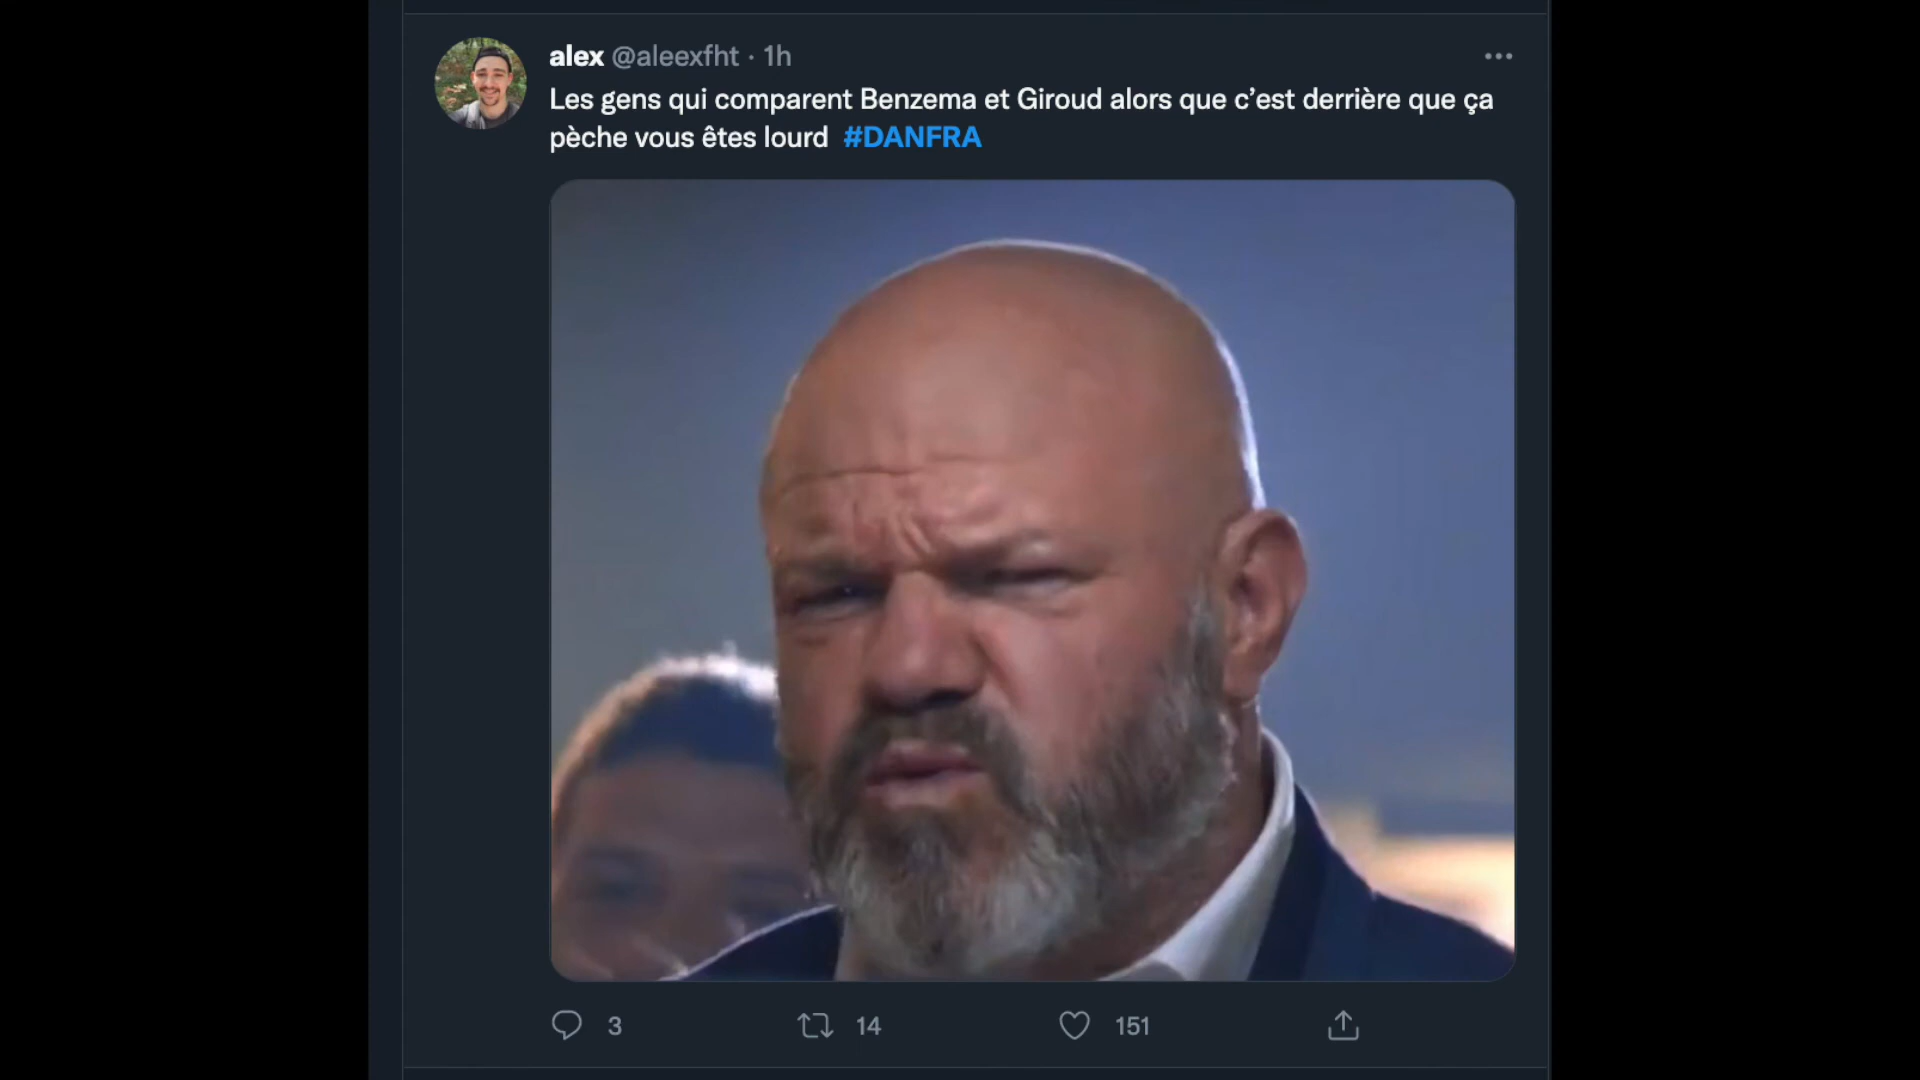 alex @aleexfht · 1h
Les gens qui comparent Benzema et Giroud alors que c’est derrière que ça
pèche vous êtes lourd #DANFRA
3 14 151